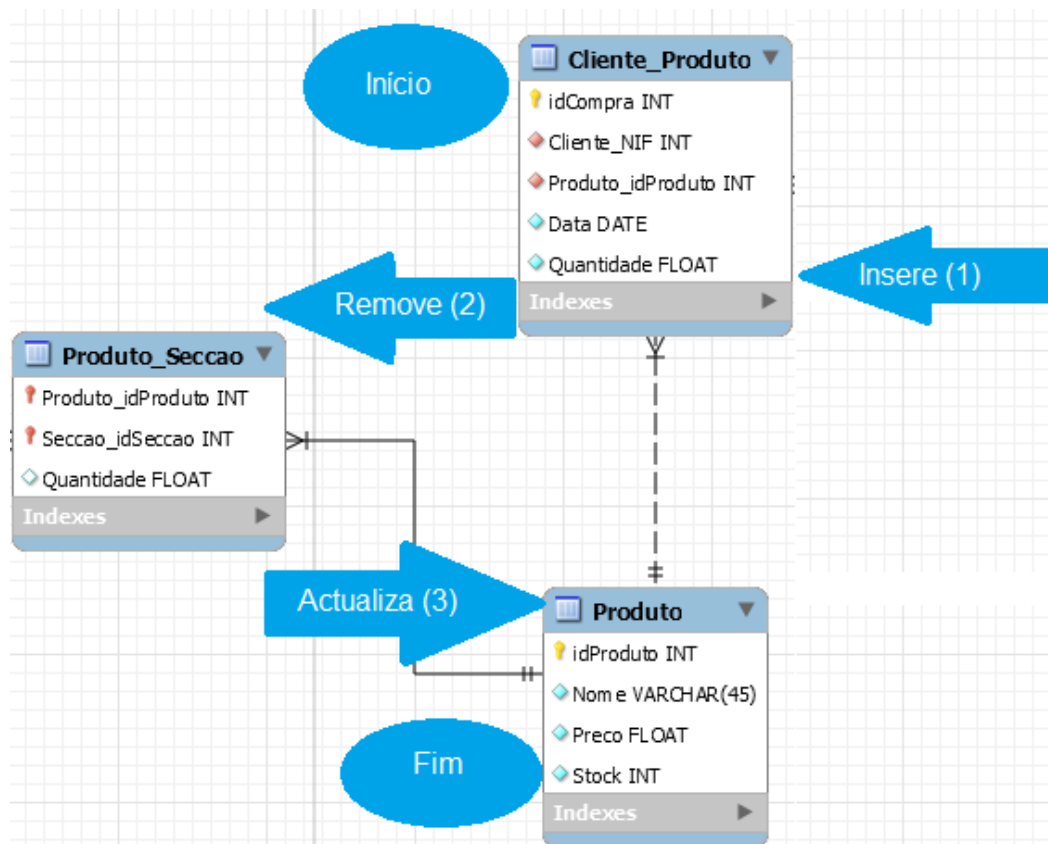 Início
Cliente_Produto
idCompra INT
Cliente_NIF INT
Produto_idProduto INT
Data DATE
Quantidade FLOAT
Indexes
Insere (1)
Remove (2)
Produto_Seccao
Produto_idProduto INT
Seccao_idSeccao INT
Quantidade FLOAT
Indexes
Actualiza (3)
Produto
idProduto INT
Nome VARCHAR(45)
Preco FLOAT
Stock INT
Indexes
Fim